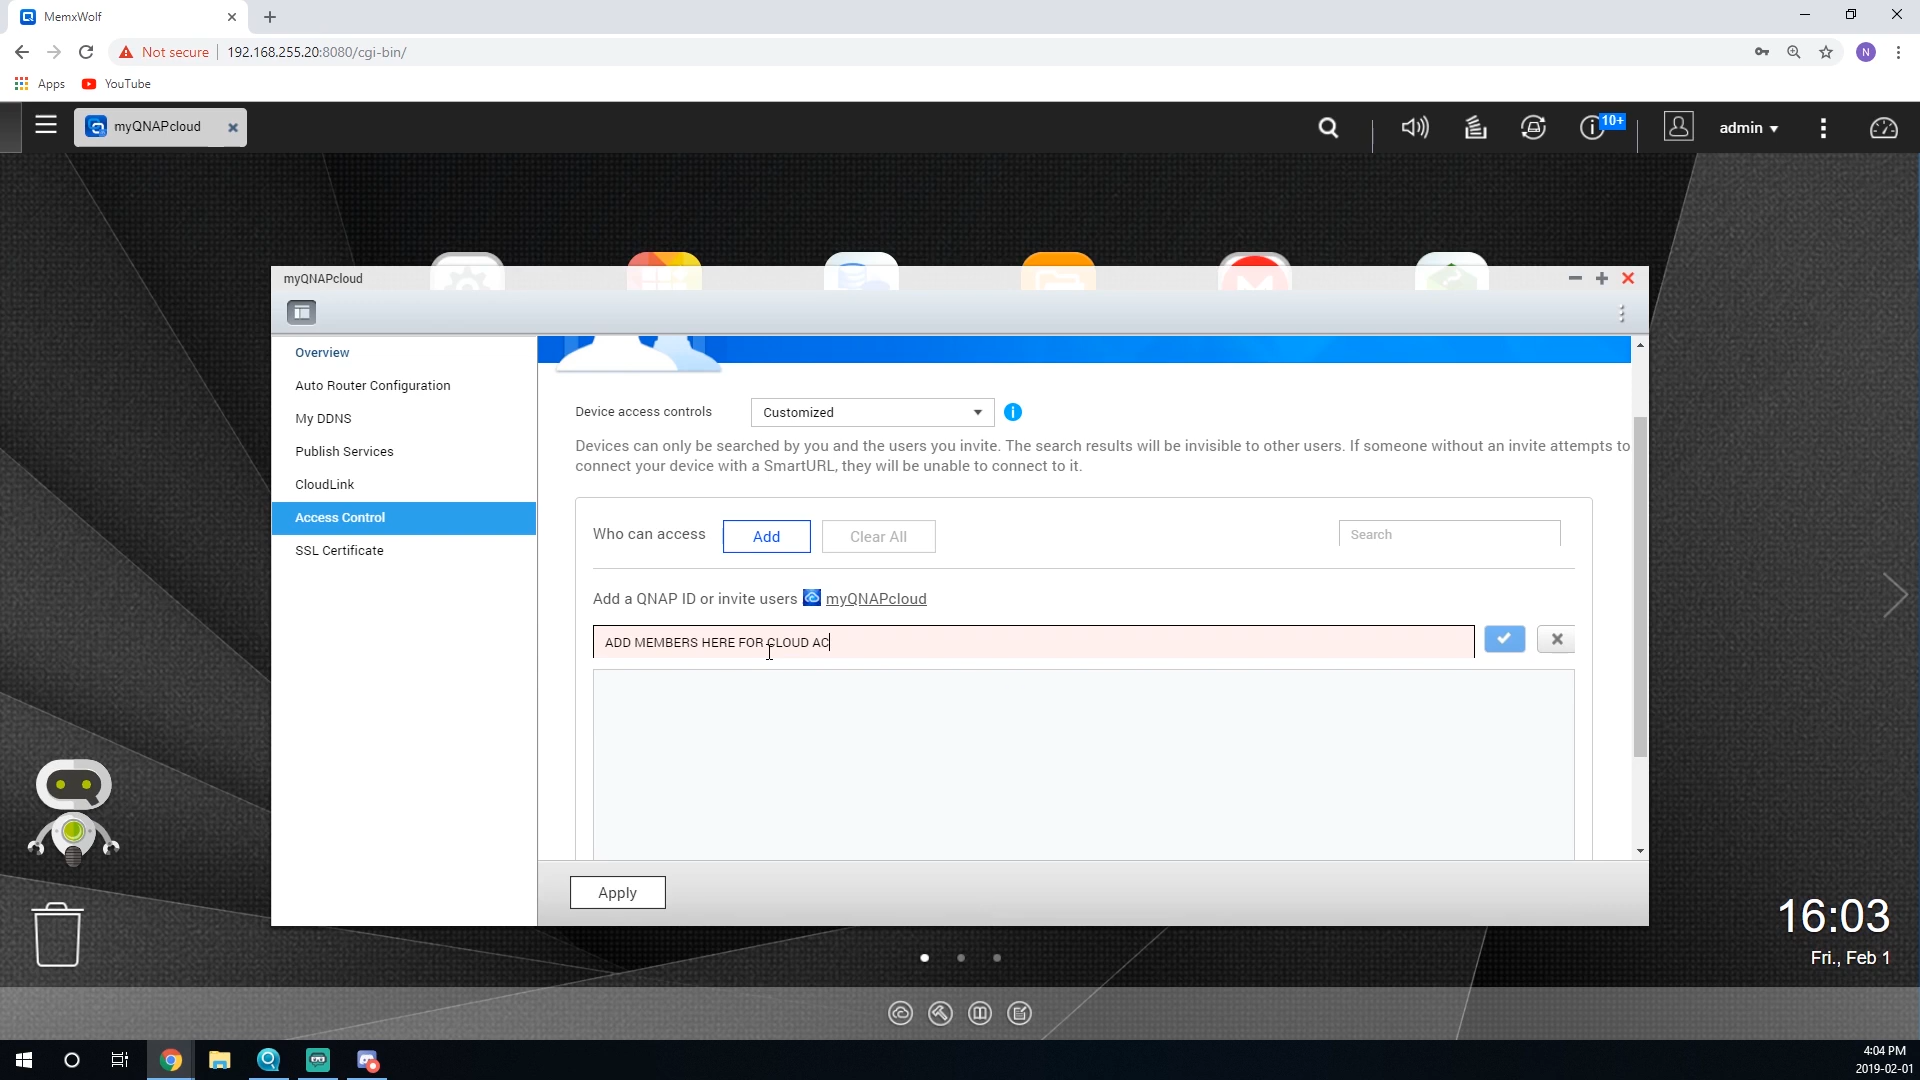 MemxWolf
Not secure
192.168.255.20:8080/cgi-bin/
N
Apps
YouTube
myQNAPcloud
10+
admin
myQNAPcloud
Overview
Auto Router Configuration
My DDNS
Publish Services
CloudLink
Access Control
SSL Certificate
Device access controls
Customized
Devices can only be searched by you and the users you invite. The search results will be invisible to other users. If someone without an invite attempts to
connect your device with a SmartURL, they will be unable to connect to it.
Who can access
Add
Clear All
Search
Add a QNAP ID or invite users
myQNAPcloud
ADD MEMBERS HERE FOR CLOUD AC
Apply
16:03
Fri., Feb 1
4:04 PM
2019-02-01